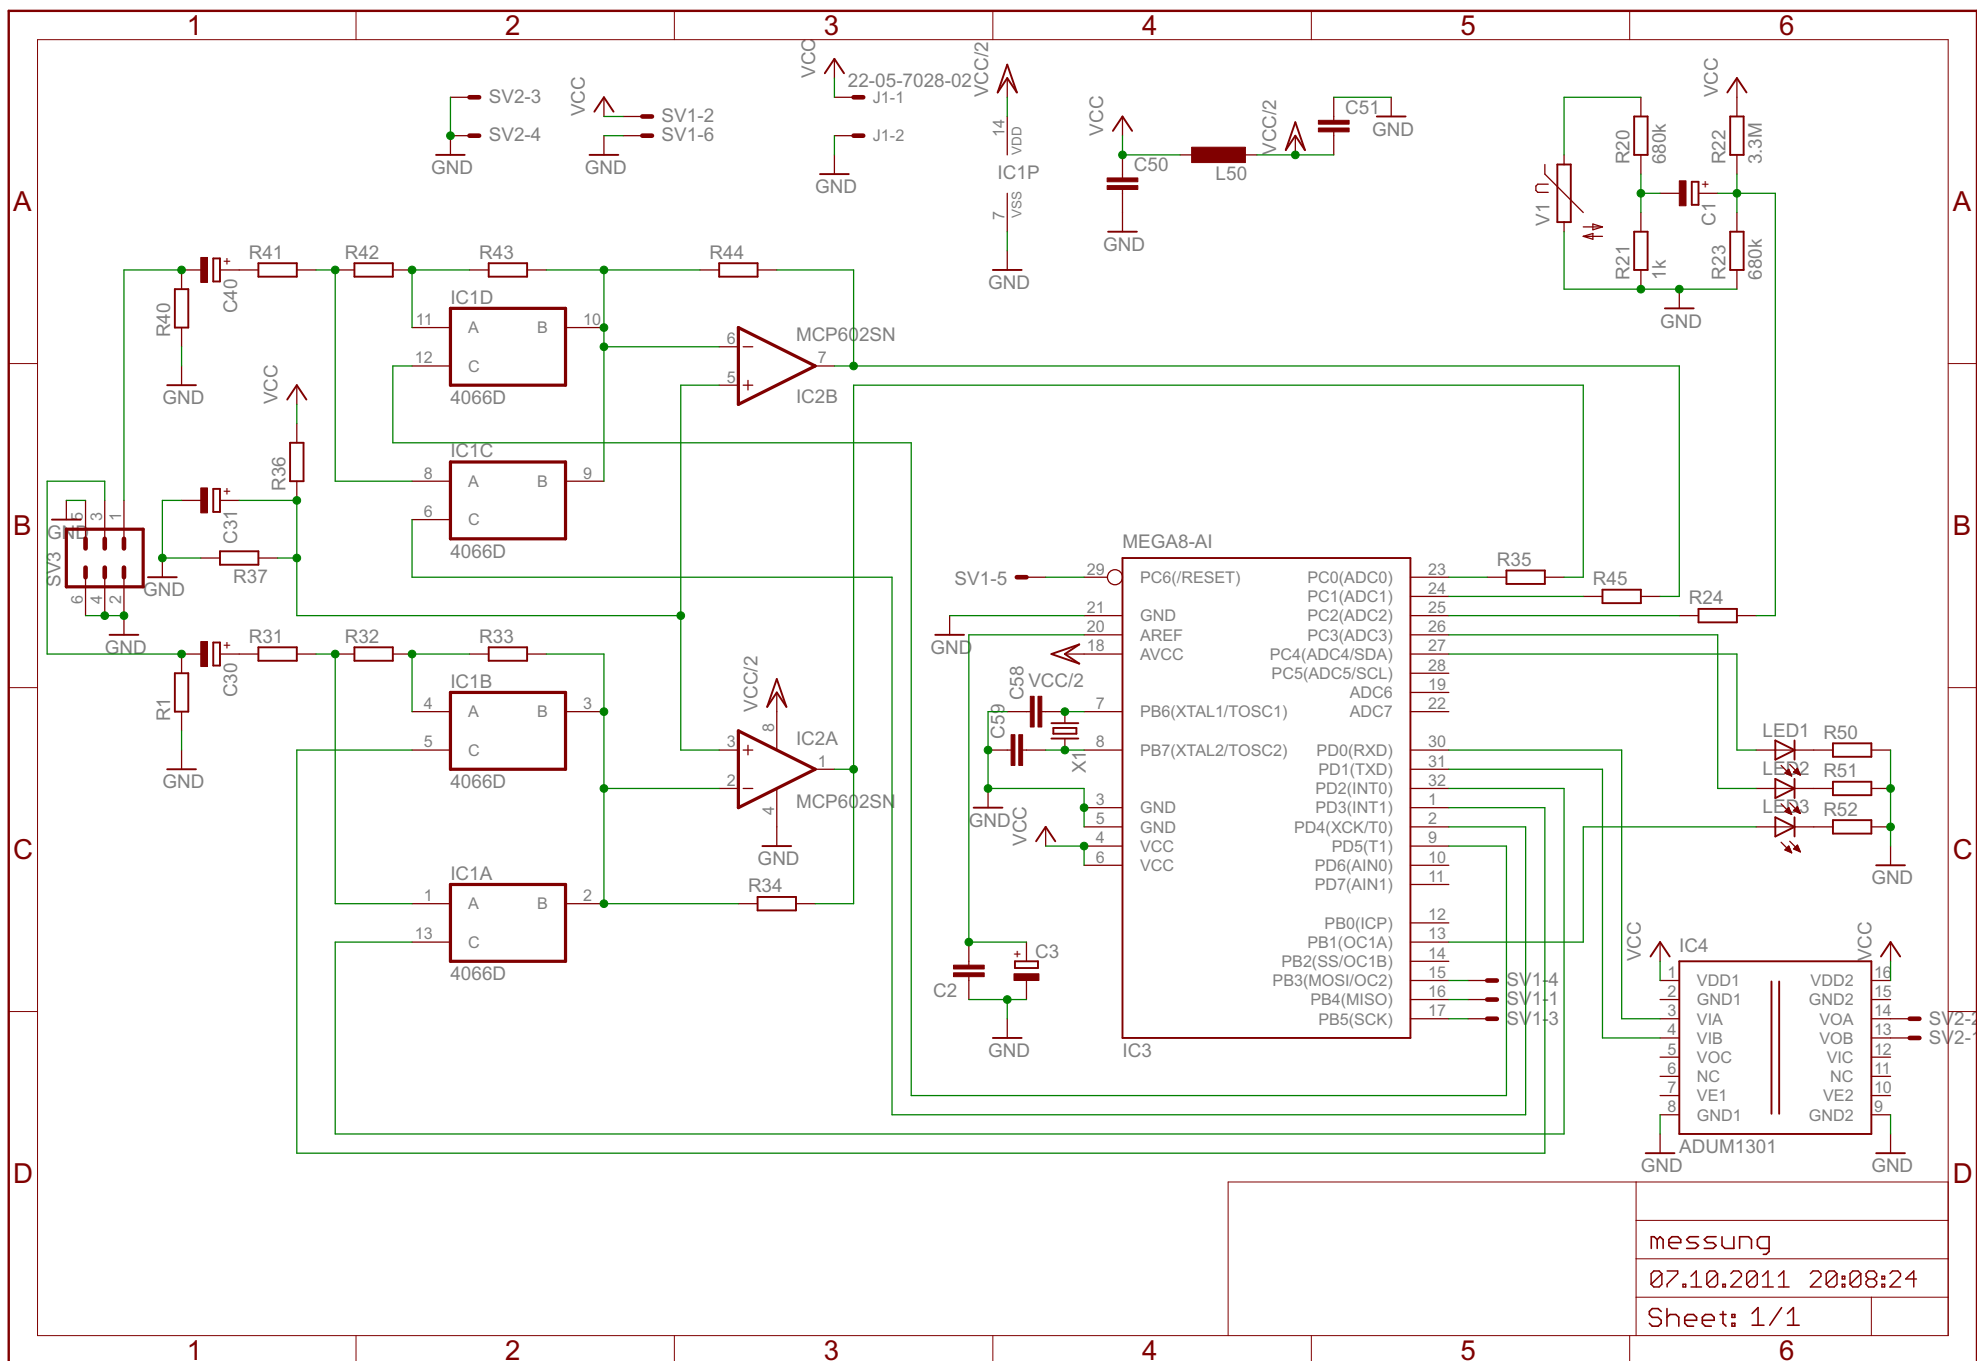 1 2 3 4 5 6
A A
B B
C C
D D
SV2-3
SV2-4
GND
VCC
SV1-2
SV1-6
GND
VCC
22-05-7028-02
J1-1
J1-2
GND
VCC/2
14
VDD
IC1P
7
VSS
GND
VCC
C50
GND
L50
VCC/2
C51
GND
V1
R20
680k
R21
1k
C1
+
VCC
R22
3.3M
R23
680k
GND
R41
R42
R43
R44
+
C40
R40
GND
IC1D
11 A B 10
12 C
4066D
IC1C
8 A B 9
6 C
4066D
MCP602SN
6 −
7
5 +
IC2B
VCC
R36
+
C31
R37
GND
GND
SV3
5 3 1
6 4 2
GND
R31
R32
R33
+
C30
R1
GND
IC1B
4 A B 3
5 C
4066D
IC1A
1 A B 2
13 C
4066D
VCC/2
8
IC2A
3 +
1
2 −
MCP602SN
4
GND
R34
MEGA8-AI
SV1-5
29 PC6(/RESET)
21 GND
20 AREF
18 AVCC
7 PB6(XTAL1/TOSC1)
8 PB7(XTAL2/TOSC2)
3 GND
5 GND
4 VCC
6 VCC
GND
VCC/2
C58
C59
X1
GND
VCC
C2
+
C3
GND
PC0(ADC0) 23
PC1(ADC1) 24
PC2(ADC2) 25
PC3(ADC3) 26
PC4(ADC4/SDA) 27
PC5(ADC5/SCL) 28
ADC6 19
ADC7 22
PD0(RXD) 30
PD1(TXD) 31
PD2(INT0) 32
PD3(INT1) 1
PD4(XCK/T0) 2
PD5(T1) 9
PD6(AIN0) 10
PD7(AIN1) 11
PB0(ICP) 12
PB1(OC1A) 13
PB2(SS/OC1B) 14
PB3(MOSI/OC2) 15
PB4(MISO) 16
PB5(SCK) 17
IC3
SV1-4
SV1-1
SV1-3
R35
R45
R24
LED1 R50
LED2 R51
LED3 R52
GND
VCC
IC4
VCC
1 VDD1 VDD2 16
2 GND1 GND2 15
3 VIA VOA 14
4 VIB VOB 13
5 VOC VIC 12
6 NC NC 11
7 VE1 VE2 10
8 GND1 GND2 9
SV2-2
SV2-1
GND
ADUM1301
GND
messung
07.10.2011 20:08:24
Sheet: 1/1
1 2 3 4 5 6